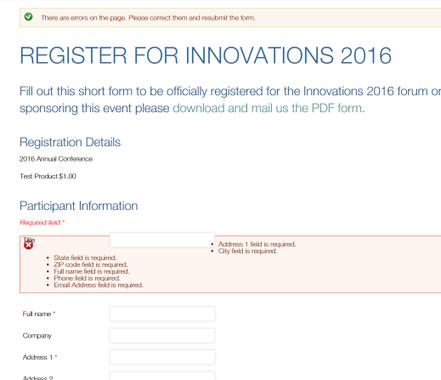 There are errors on the page. Please correct them and resubmit the form.
REGISTER FOR INNOVATIONS 2016
Fill out this short form to be officially registered for the Innovations 2016 forum or
sponsoring this event please download and mail us the PDF form.
Registration Details
2016 Annual Conference
Test Product $1.00
Participant Information
Required field *
Title
• Address 1 field is required.
• City field is required.
• State field is required.
• ZIP code field is required.
• Full name field is required.
• Phone field is required.
• Email Address field is required.
Full name *
Company
Address 1 *
Address 2